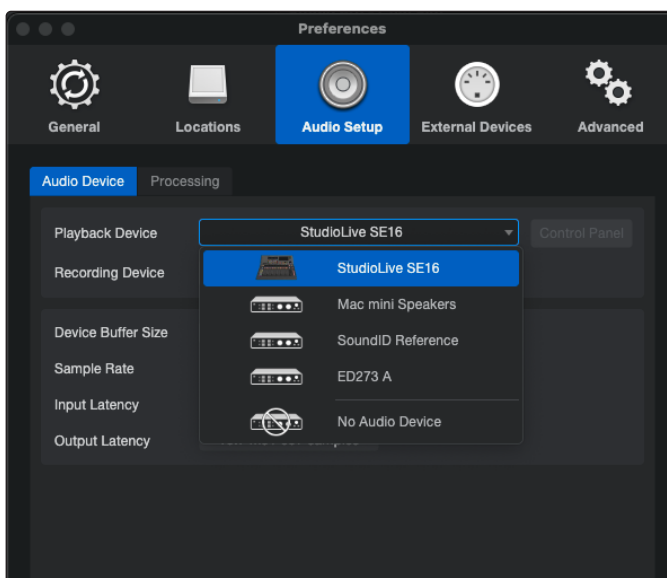 Preferences
General Locations Audio Setup External Devices Advanced
Audio Device Processing
Playback Device StudioLive SE16 Control Panel
StudioLive SE16
Recording Device
Mac mini Speakers
Device Buffer Size
SoundID Reference
Sample Rate
ED273 A
Input Latency
No Audio Device
Output Latency